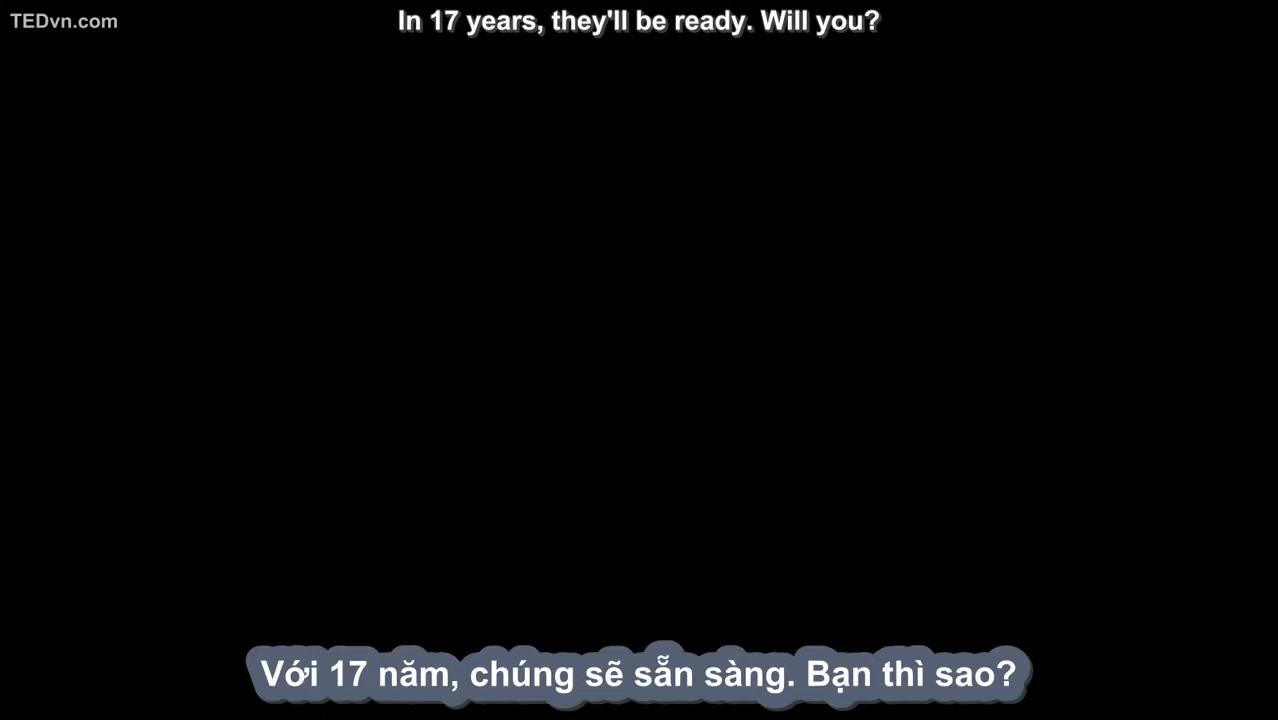 TEDvn.com
In 17 years, they'll be ready. Will you?
Với 17 năm, chúng sẽ sẵn sàng. Bạn thì sao?